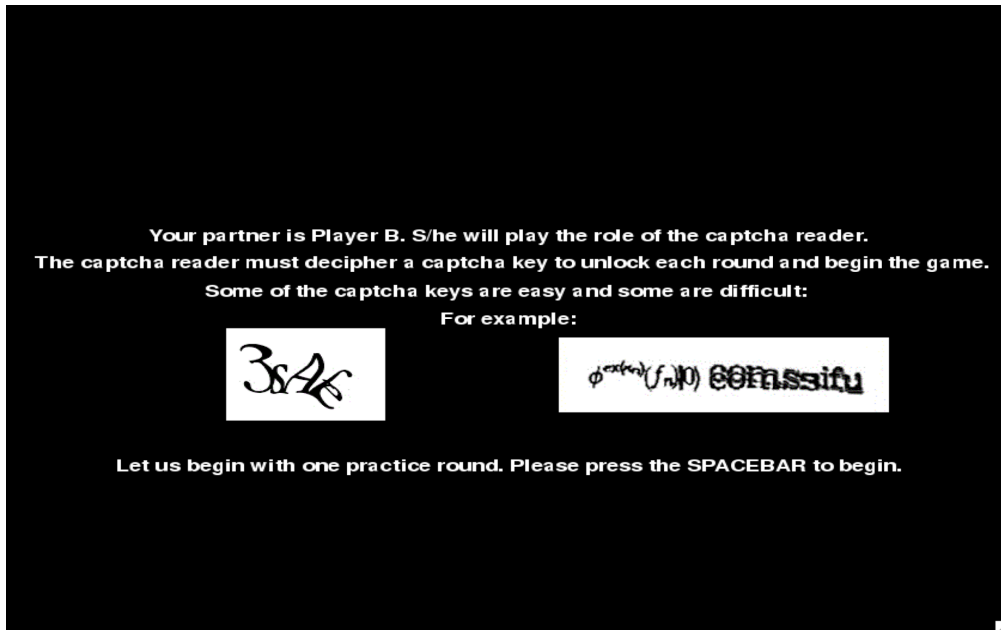 Your partner is Player B. S/he will play the role of the captcha reader.
The captcha reader must decipher a captcha key to unlock each round and begin the game.
Some of the captcha keys are easy and some are difficult:
For example:
3sAfe
Let us begin with one practice round. Please press the SPACEBAR to begin.